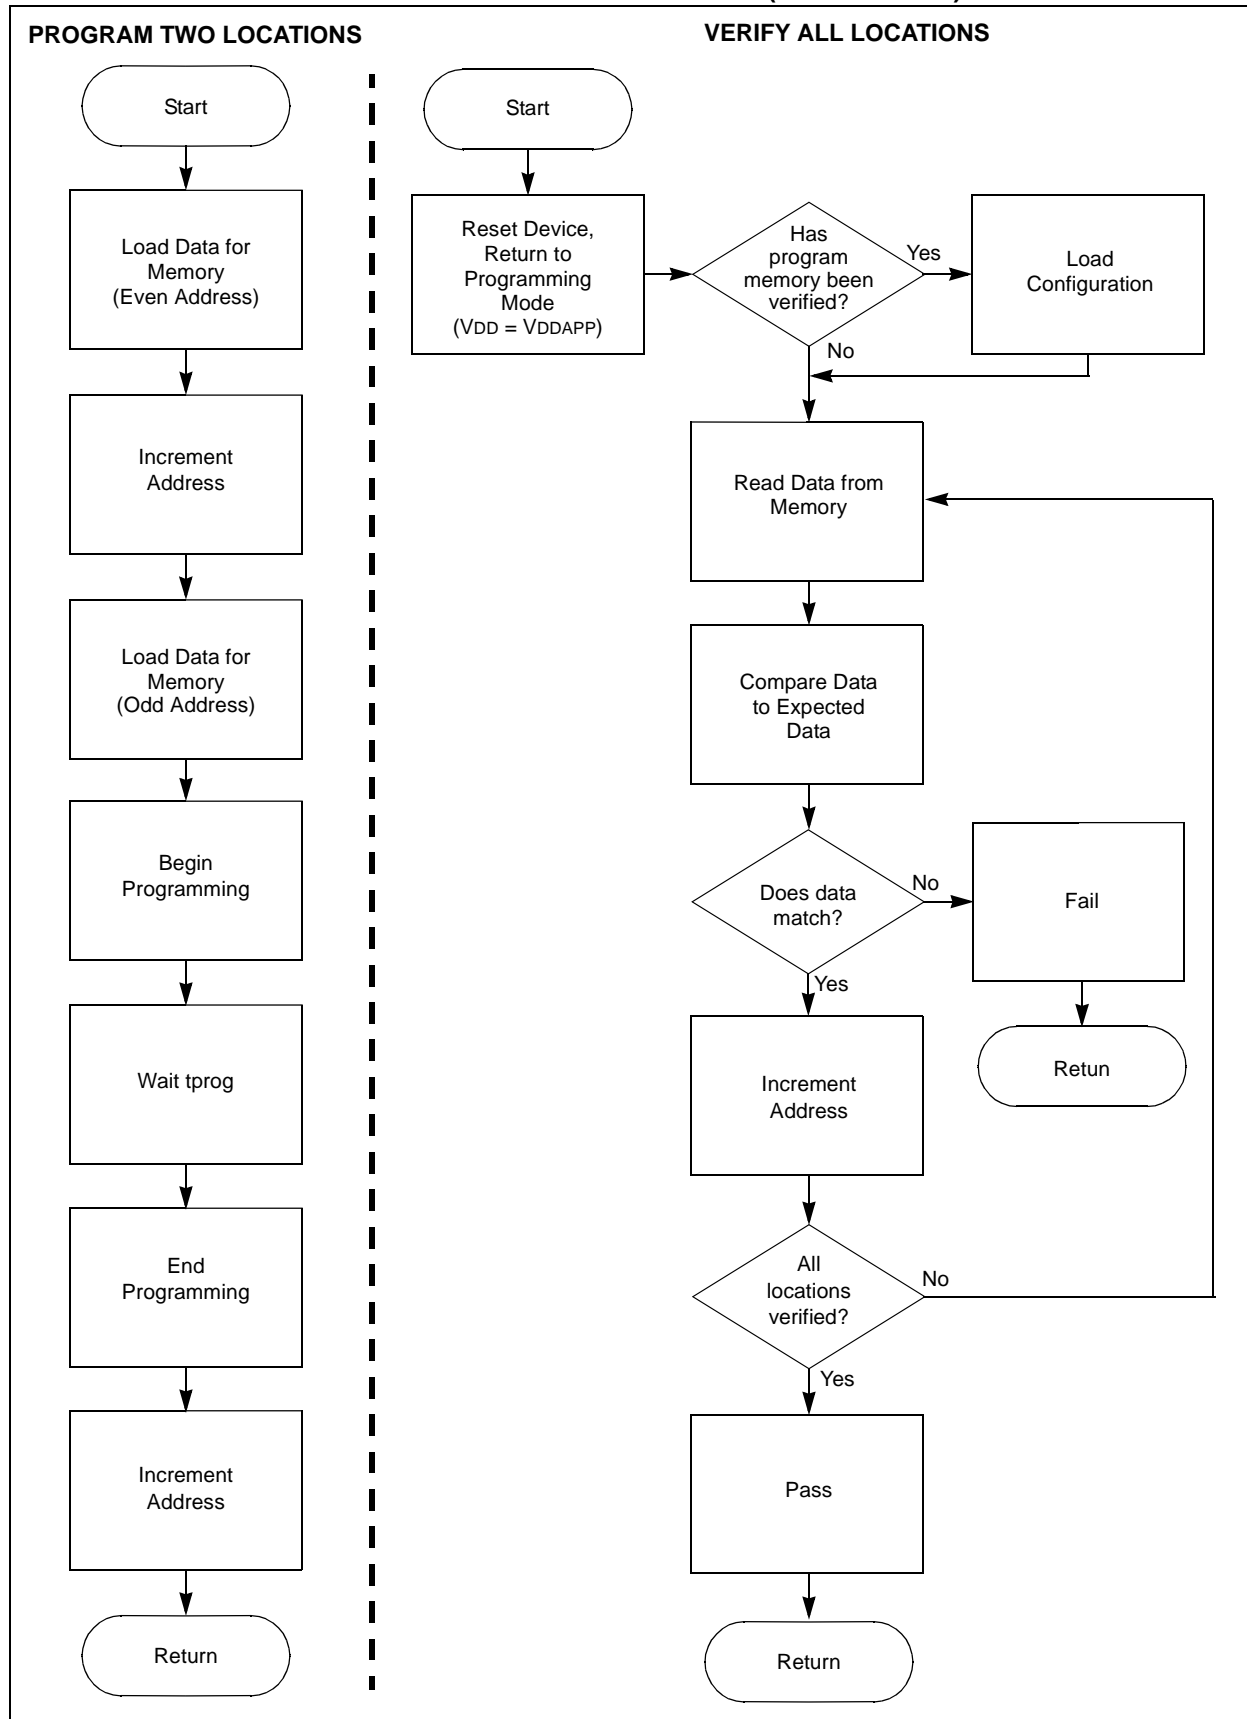 PROGRAM TWO LOCATIONS
Start
Load Data for
Memory
(Even Address)
Increment
Address
Load Data for
Memory
(Odd Address)
Begin
Programming
Wait tprog
End
Programming
Increment
Address
Return
VERIFY ALL LOCATIONS
Start
Reset Device,
Return to
Programming
Mode
(VDD = VDDAPP)
Has
program
memory been
verified?
Yes
Load
Configuration
No
Read Data from
Memory
Compare Data
to Expected
Data
Does data
match?
No
Fail
Retun
Yes
Increment
Address
All
locations
verified?
No
Yes
Pass
Return